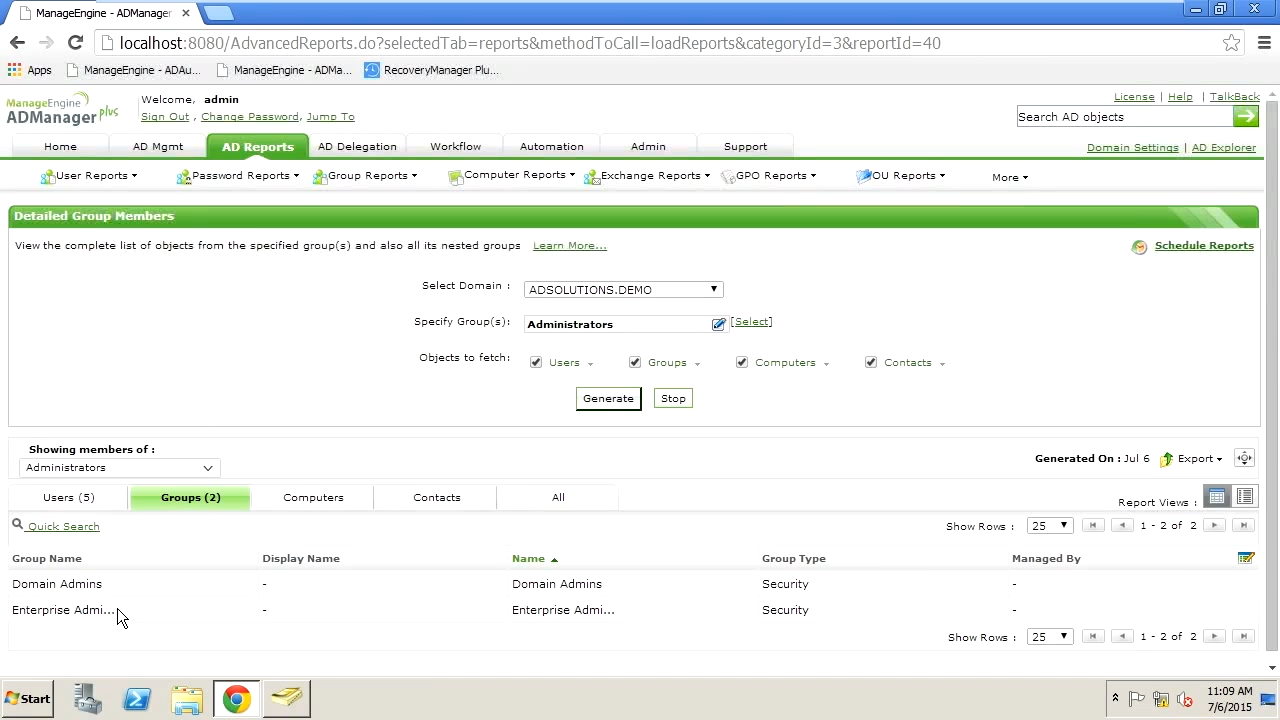 ManageEngine - ADManager
localhost:8080/AdvancedReports.do?selectedTab=reports&methodToCall=loadReports&categoryId=3&reportId=40
Apps ManageEngine - ADAu... ManageEngine - ADMa... RecoveryManager Plu...
ManageEngine
ADManager plus
Welcome, admin
Sign Out , Change Password, Jump To
License | Help | TalkBack
Search AD objects
Home AD Mgmt AD Reports AD Delegation Workflow Automation Admin Support
Domain Settings | AD Explorer
User Reports Password Reports Group Reports Computer Reports Exchange Reports GPO Reports OU Reports More
Detailed Group Members
View the complete list of objects from the specified group(s) and also all its nested groups Learn More...
Schedule Reports
Select Domain : ADSOLUTIONS.DEMO
Specify Group(s): Administrators [Select]
Objects to fetch: Users Groups Computers Contacts
Generate Stop
Showing members of :
Administrators
Generated On : Jul 6 Export
Users (5) Groups (2) Computers Contacts All
Report Views :
Quick Search
Show Rows : 25 1 - 2 of 2
Group Name Display Name Name Group Type Managed By
Domain Admins - Domain Admins Security -
Enterprise Admi... - Enterprise Admi... Security -
Show Rows : 25 1 - 2 of 2
Start
11:09 AM
7/6/2015